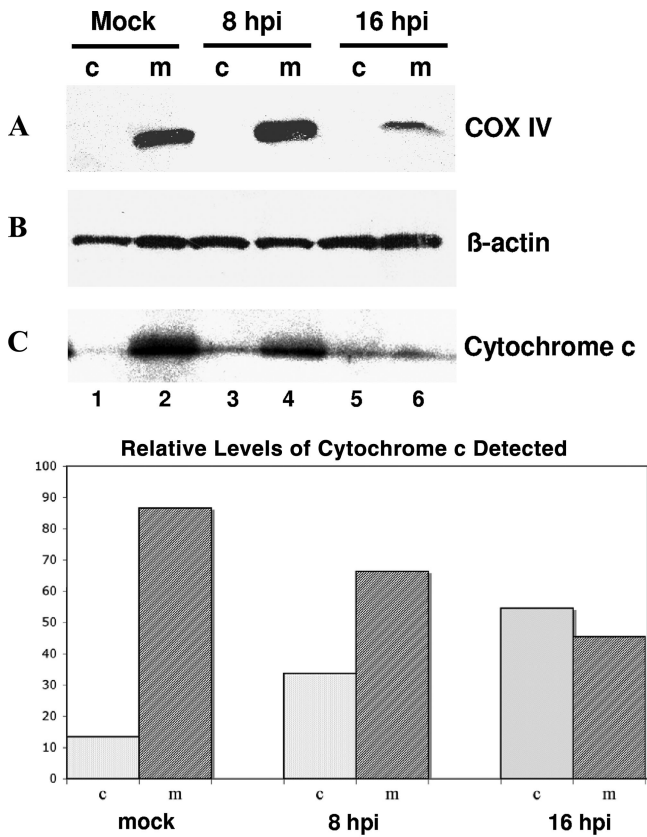 Mock 8 hpi 16 hpi
c m c m c m
A COX IV
B ß-actin
C Cytochrome c
1 2 3 4 5 6
Relative Levels of Cytochrome c Detected
100
90
80
70
60
50
40
30
20
10
0
c m c m c m
mock 8 hpi 16 hpi